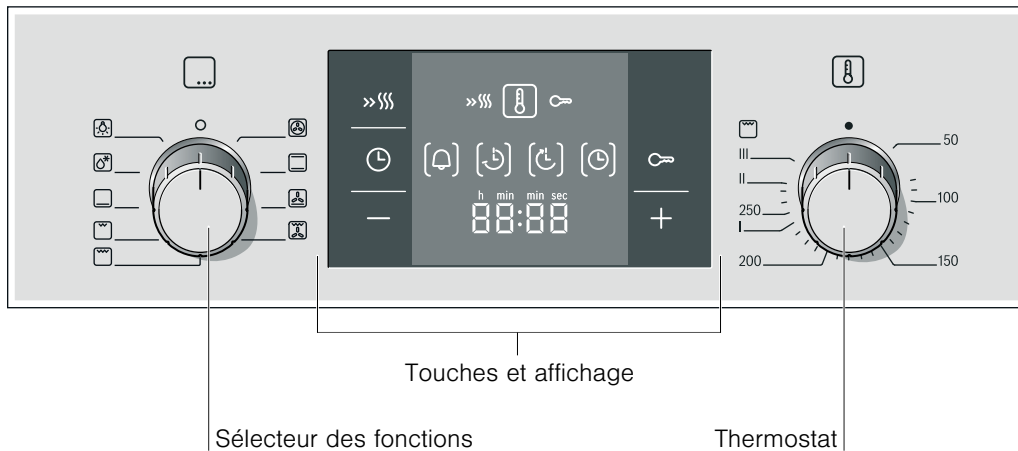 h min min sec
88:88
III
II
250
I
200
50
100
150
Touches et affichage
Sélecteur des fonctions
Thermostat